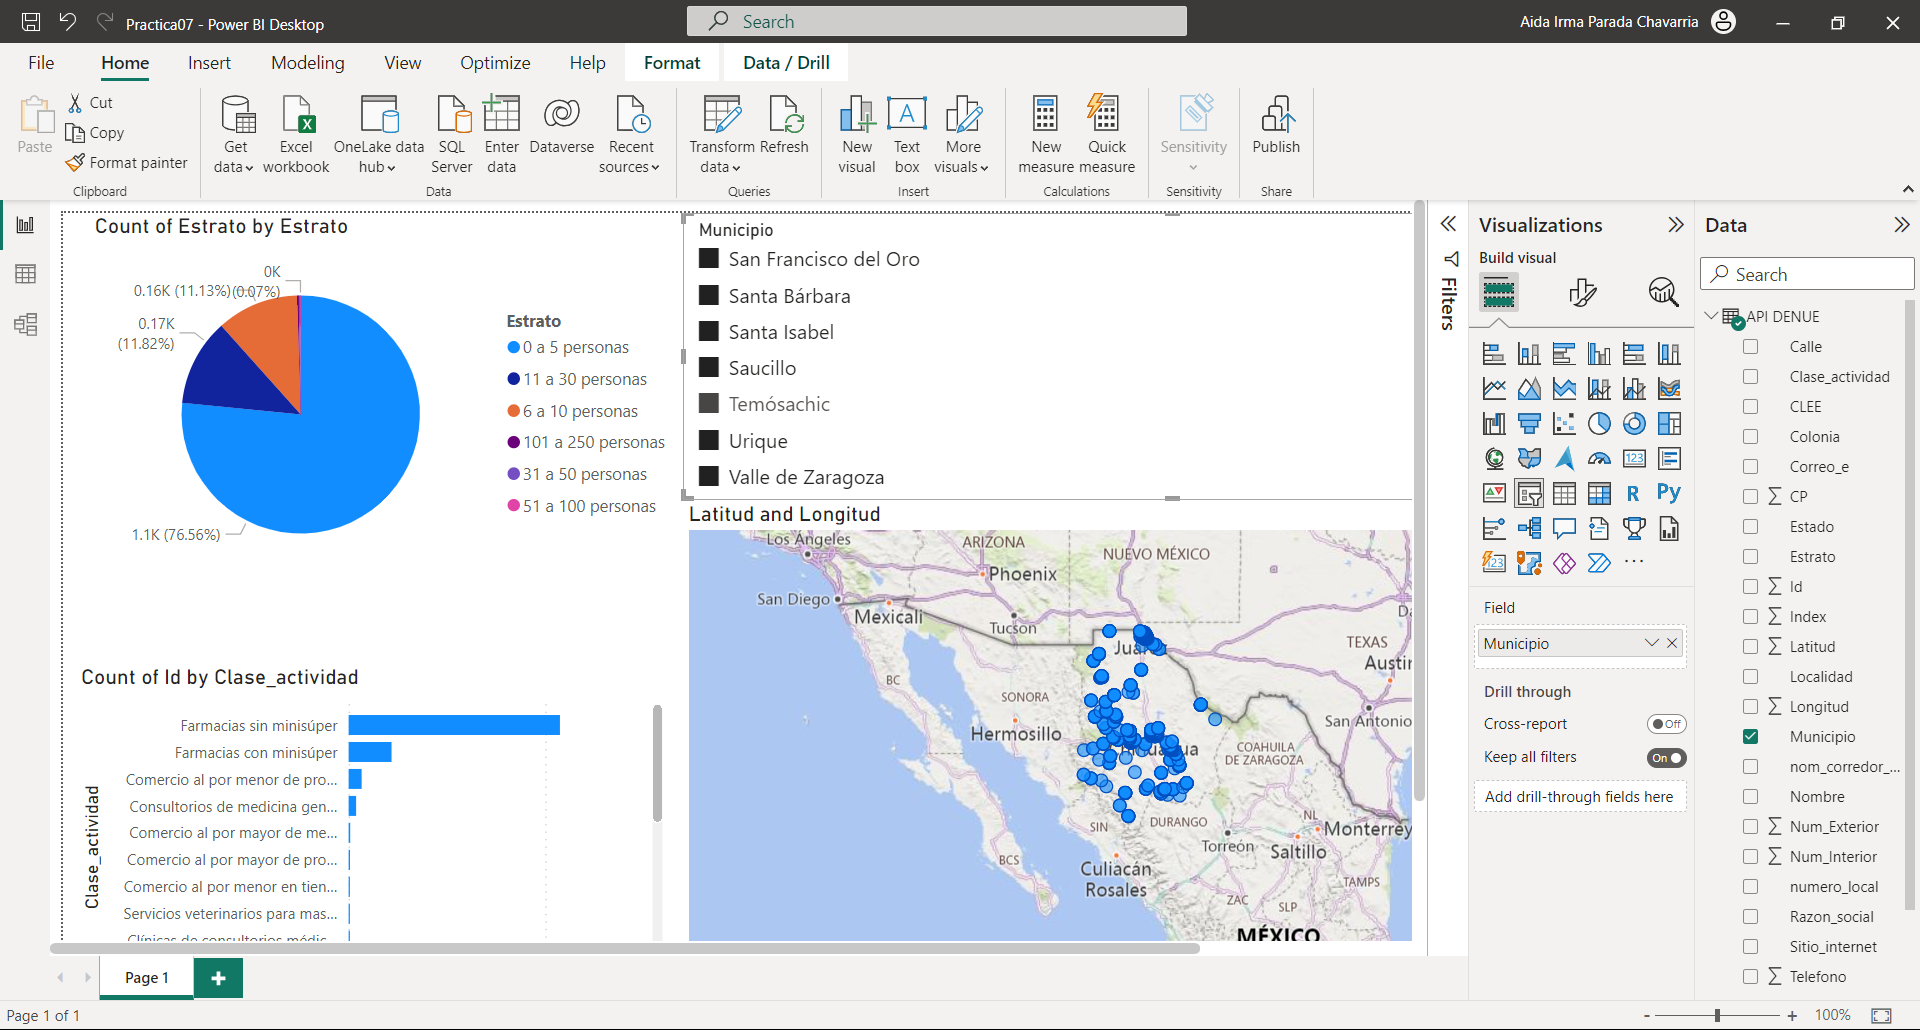 Practica07 - Power BI Desktop
Search
Aida Irma Parada Chavarria
File
Home
Insert
Modeling
View
Optimize
Help
Format
Data / Drill
Paste
Cut
Copy
Format painter
Clipboard
Get data
Excel workbook
OneLake data hub
SQL Server
Enter data
Dataverse
Recent sources
Data
Transform data
Refresh
Queries
New visual
Text box
More visuals
Insert
New measure
Quick measure
Calculations
Sensitivity
Sensitivity
Publish
Share
Count of Estrato by Estrato
0K
(0.07%)
0.16K (11.13%)
0.17K
(11.82%)
1.1K (76.56%)
Estrato
0 a 5 personas
11 a 30 personas
6 a 10 personas
101 a 250 personas
31 a 50 personas
51 a 100 personas
Municipio
San Francisco del Oro
Santa Bárbara
Santa Isabel
Saucillo
Temósachic
Urique
Valle de Zaragoza
Count of Id by Clase_actividad
Clase_actividad
Farmacias sin minisúper
Farmacias con minisúper
Comercio al por menor de pro...
Consultorios de medicina gen...
Comercio al por mayor de me...
Comercio al por mayor de pro...
Comercio al por menor en tien...
Servicios veterinarios para mas...
Clínicas de consultorios médic...
Latitud and Longitud
Los Ángeles
ARIZONA
NUEVO MÉXICO
Phoenix
San Diego
Mexicali
Tucson
Juárez
TEXAS
Austin
BC
SONORA
San Antonio
Hermosillo
Chihuahua
COAHUILA
DE ZARAGOZA
SIN
DURANGO
NL
Monterrey
Torreón
Saltillo
BCS
Culiacán
Rosales
TAMPS
ZAC
SLP
MÉXICO
Filters
Visualizations
Build visual
123
R
Py
123
...
Field
Municipio
Drill through
Cross-report
Off
Keep all filters
On
Add drill-through fields here
Data
Search
API DENUE
Calle
Clase_actividad
CLEE
Colonia
Correo_e
∑ CP
Estado
Estrato
∑ Id
∑ Index
∑ Latitud
Localidad
∑ Longitud
Municipio
nom_corredor_...
Nombre
∑ Num_Exterior
∑ Num_Interior
numero_local
Razon_social
Sitio_internet
∑ Telefono
Page 1
+
Page 1 of 1
- + 100%